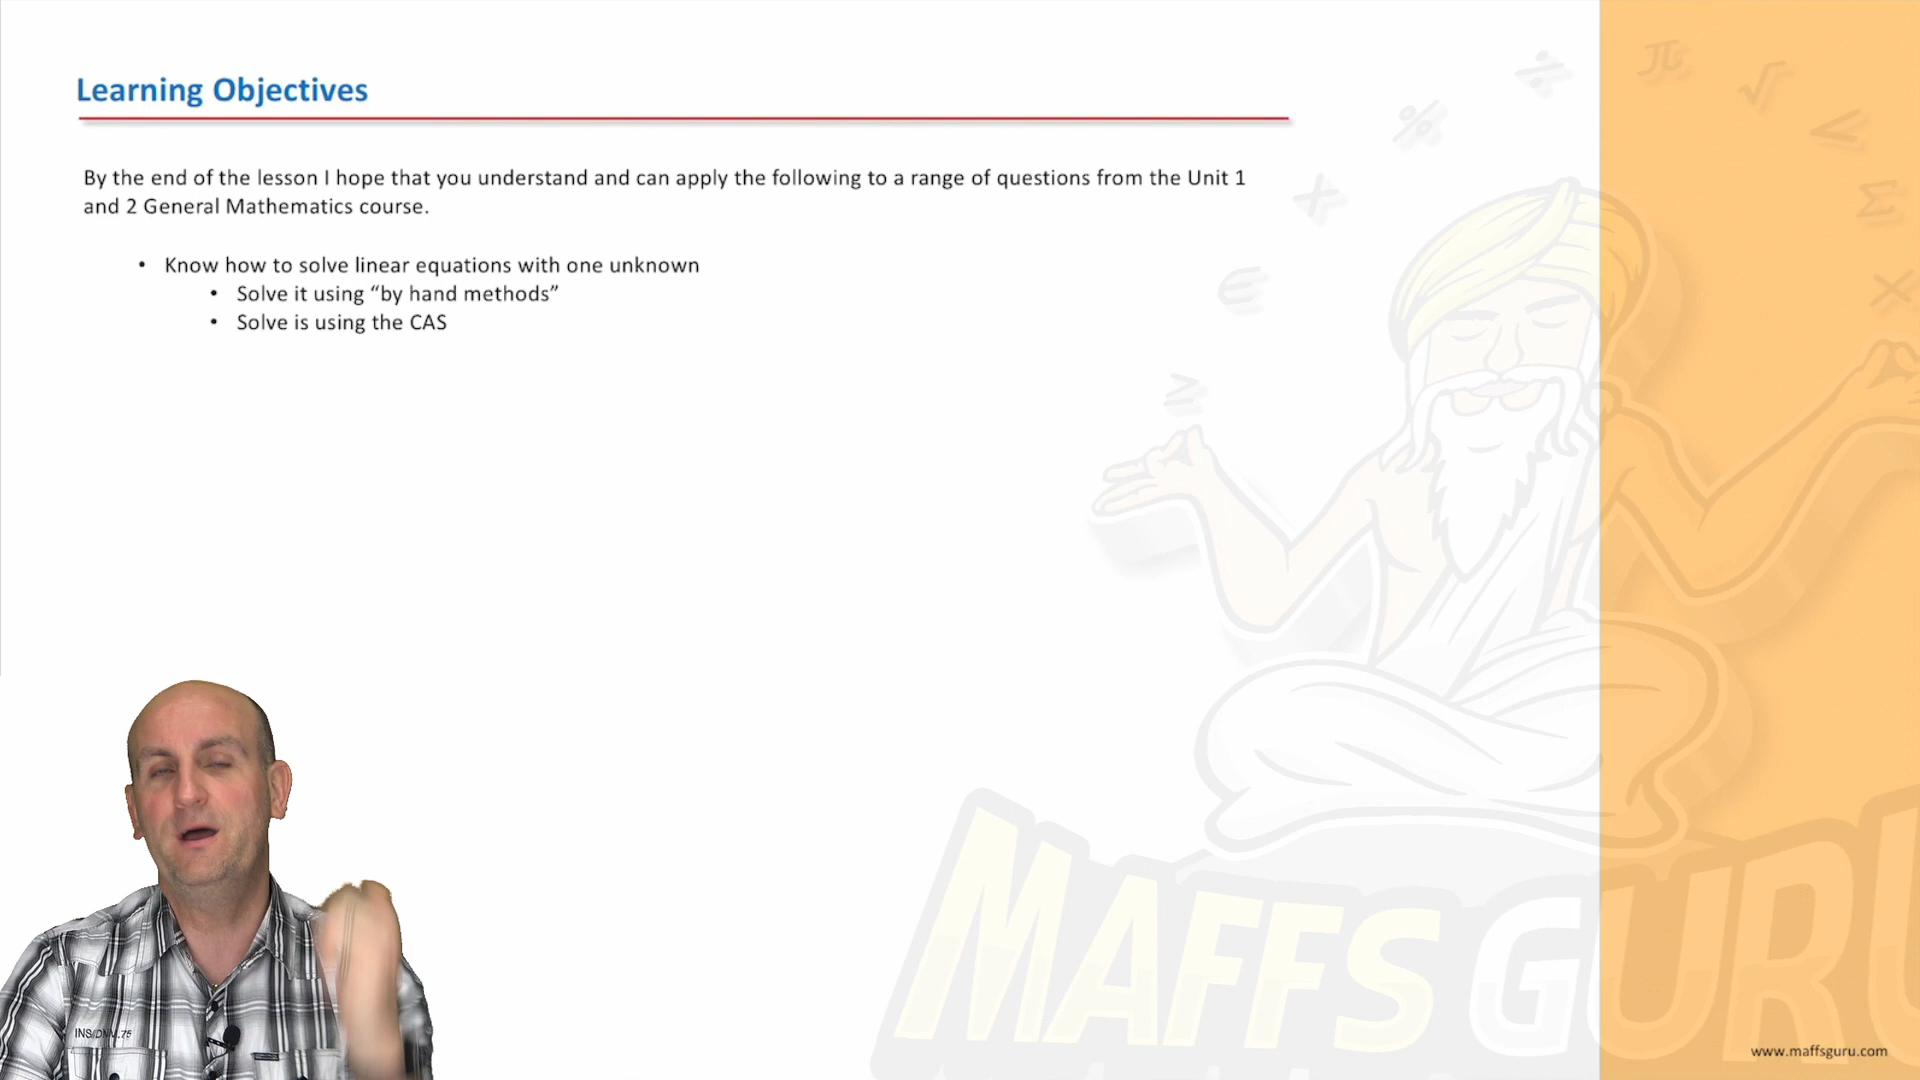 Learning Objectives
By the end of the lesson I hope that you understand and can apply the following to a range of questions from the Unit 1
and 2 General Mathematics course.
• Know how to solve linear equations with one unknown
• Solve it using “by hand methods”
• Solve is using the CAS
÷ π √ < % + Σ ∈ × ≥
MAFFS GURU
www.maffsguru.com